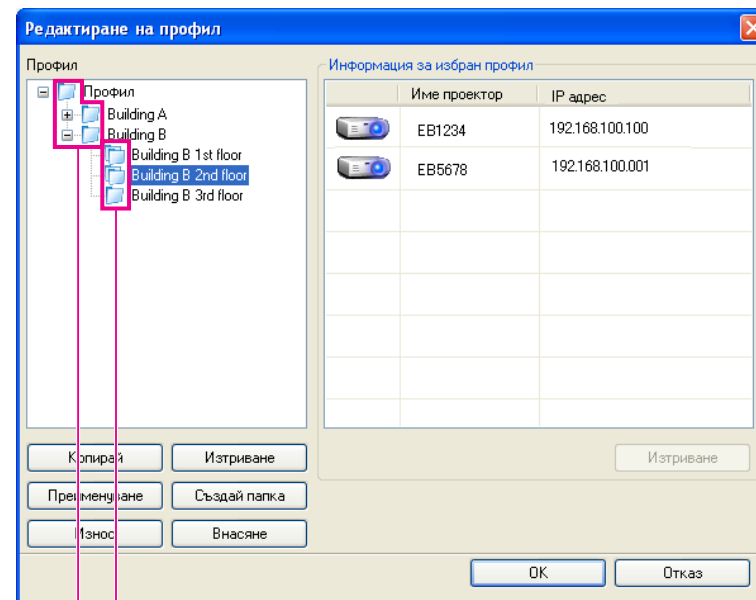 Редактиране на профил
Профил
Профил
Building A
Building B
Building B 1st floor
Building B 2nd floor
Building B 3rd floor
Информация за избран профил
Име проектор IP адрес
EB1234 192.168.100.100
EB5678 192.168.100.001
Копирай Изтриване
Преименуване Създай папка
Износ Внасяне
Изтриване
OK Отказ